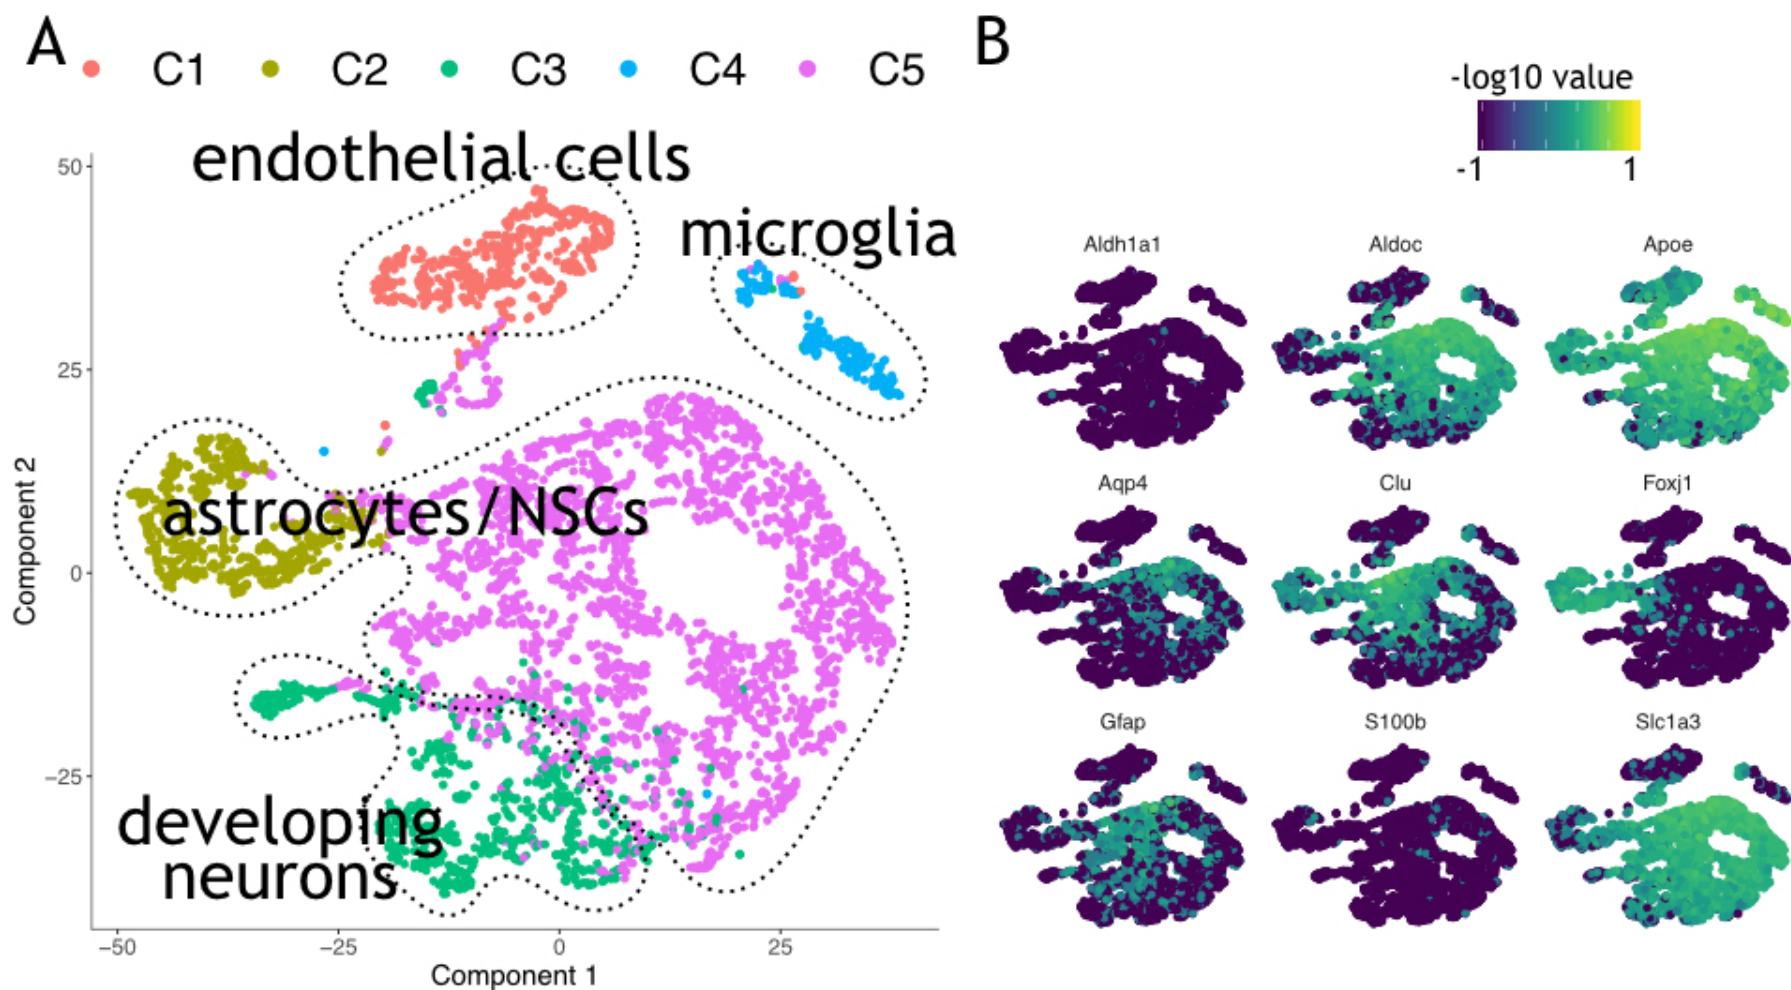 A
C1 C2 C3 C4 C5
endothelial cells
microglia
astrocytes/NSCs
developing
neurons
50
25
0
−25
Component 2
−50 −25 0 25
Component 1
B
-log10 value
-1 1
Aldh1a1 Aldoc Apoe
Aqp4 Clu Foxj1
Gfap S100b Slc1a3